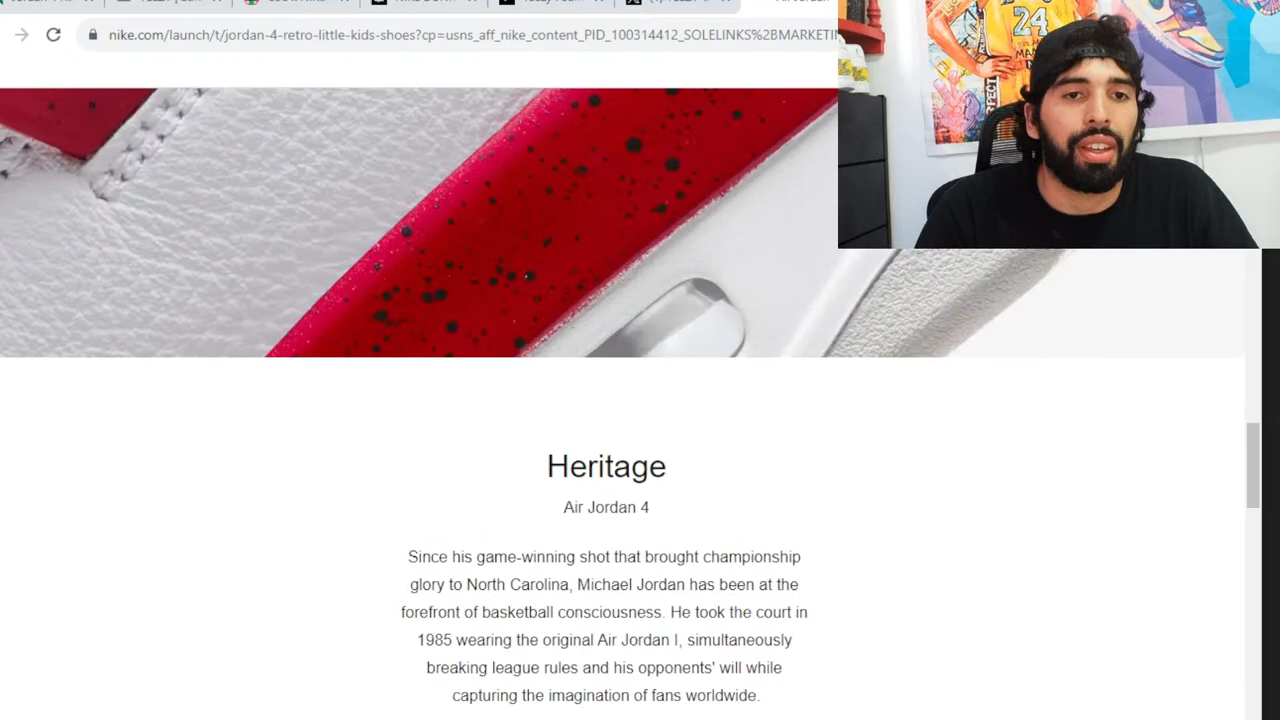 nike.com/launch/t/jordan-4-retro-little-kids-shoes?cp=usns_aff_nike_content_PID_100314412_SOLELINKS%2BMARKETIN
24
Heritage
Air Jordan 4
Since his game-winning shot that brought championship
glory to North Carolina, Michael Jordan has been at the
forefront of basketball consciousness. He took the court in
1985 wearing the original Air Jordan I, simultaneously
breaking league rules and his opponents' will while
capturing the imagination of fans worldwide.